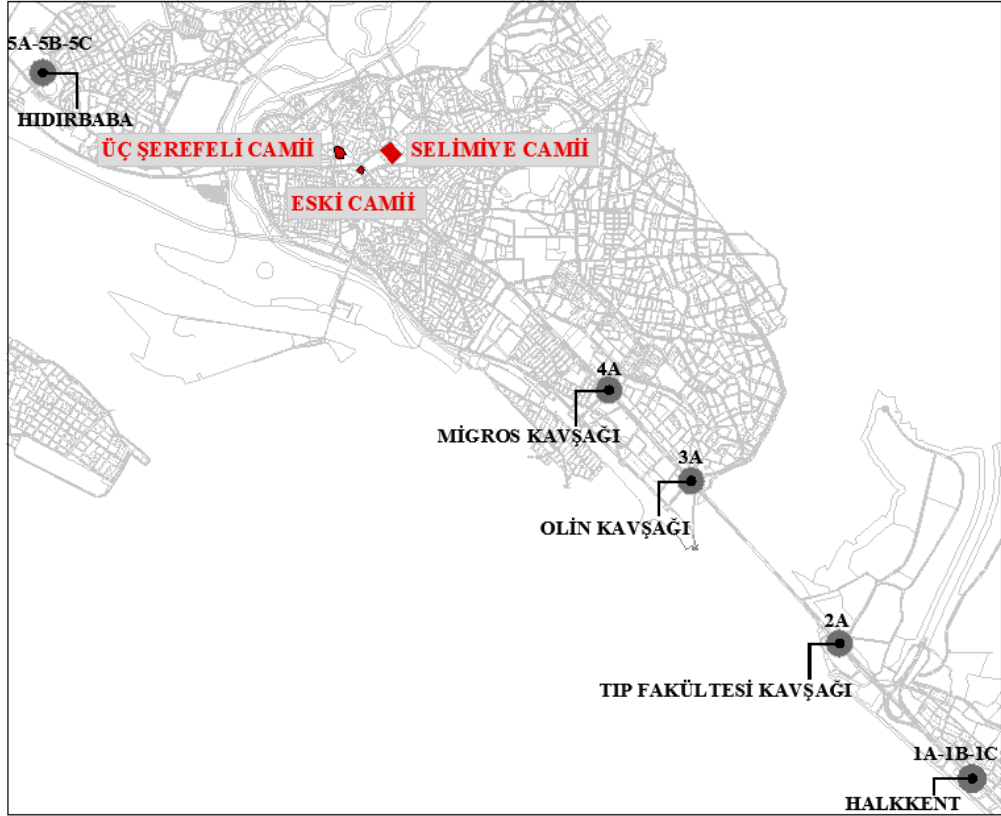 5A-5B-5C
HIDIRBABA
ÜÇ ŞEREFELİ CAMİİ
SELİMİYE CAMİİ
ESKİ CAMİİ
4A
MİGROS KAVŞAĞI
3A
OLİN KAVŞAĞI
2A
TIP FAKÜLTESİ KAVŞAĞI
1A-1B-1C
HALKKENT